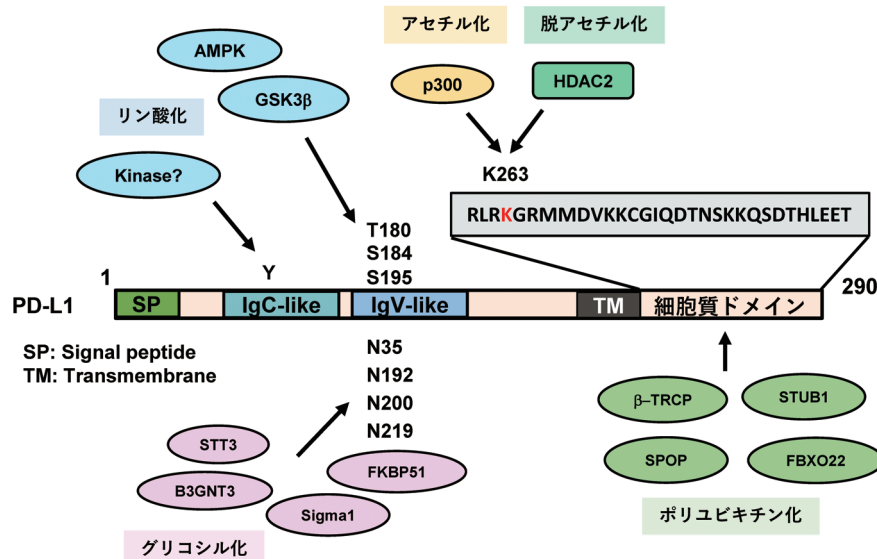 アセチル化
脱アセチル化
AMPK
p300
HDAC2
GSK3β
リン酸化
Kinase?
K263
RLRKGRMMDVKKCGIQDTNSKKQSDTHLEET
T180
S184
S195
Y
1
290
PD-L1
SP
IgC-like
IgV-like
TM
細胞質ドメイン
SP: Signal peptide
TM: Transmembrane
N35
N192
N200
N219
STT3
B3GNT3
Sigma1
FKBP51
グリコシル化
β–TRCP
STUB1
SPOP
FBXO22
ポリユビキチン化